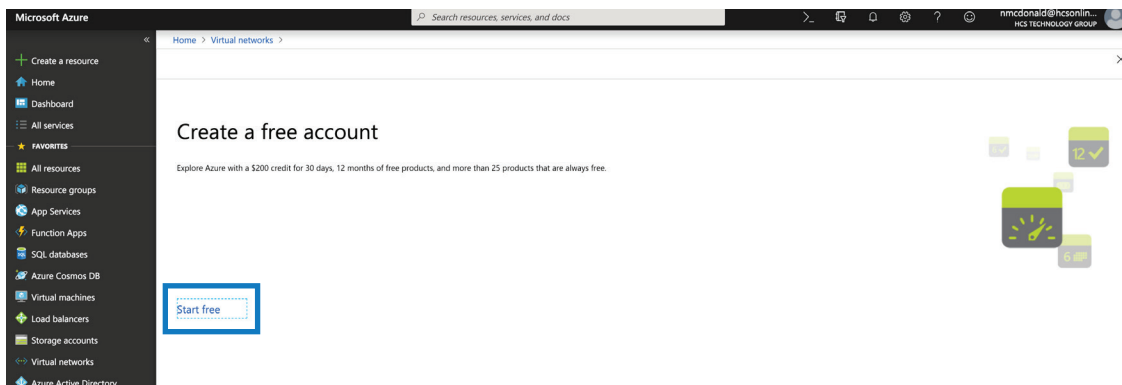 Microsoft Azure
Search resources, services, and docs
nmcdonald@hcsonlin...
HCS TECHNOLOGY GROUP
Home > Virtual networks >
Create a resource
Home
Dashboard
All services
FAVORITES
All resources
Resource groups
App Services
Function Apps
SQL databases
Azure Cosmos DB
Virtual machines
Load balancers
Storage accounts
Virtual networks
Azure Active Directory
Create a free account
Explore Azure with a $200 credit for 30 days, 12 months of free products, and more than 25 products that are always free.
12
6
Start free